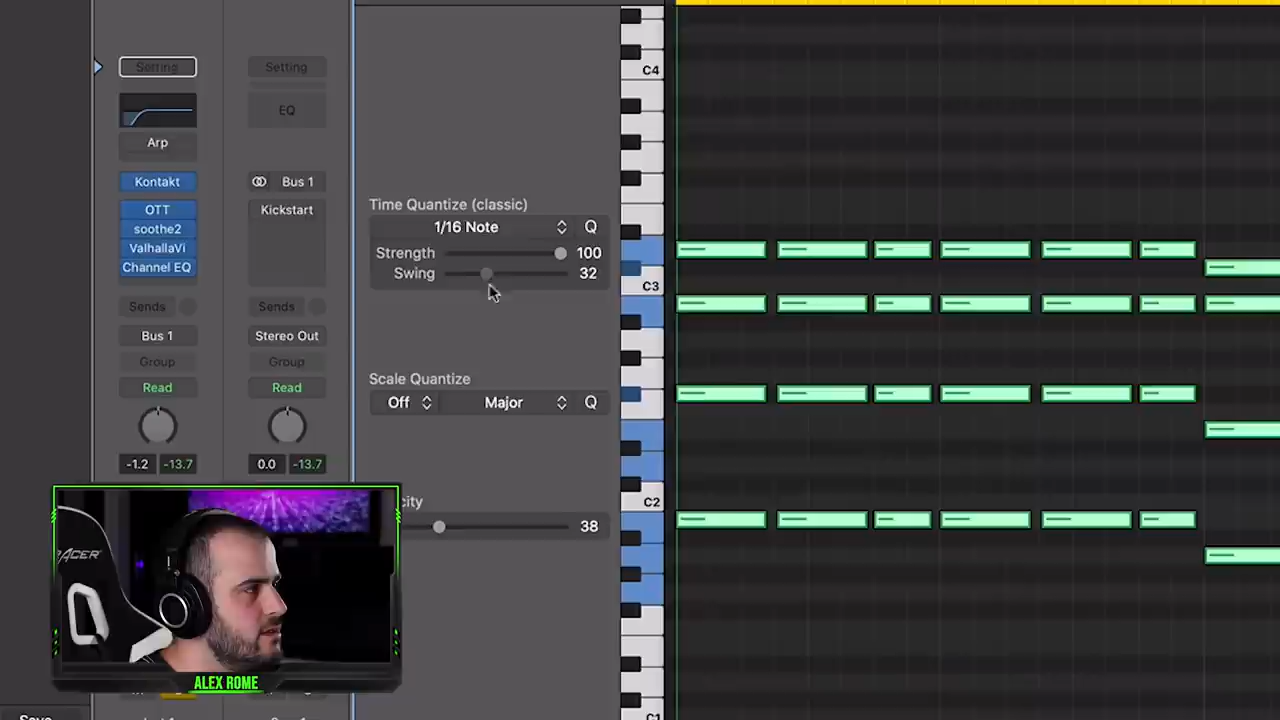 Setting
Setting
EQ
Arp
Kontakt
Bus 1
OTT
Kickstart
soothe2
ValhallaVi
Channel EQ
Sends
Sends
Bus 1
Stereo Out
Group
Group
Read
Read
-1.2
-13.7
0.0
-13.7
Time Quantize (classic)
1/16 Note
Q
Strength
100
Swing
32
Scale Quantize
Off
Major
Q
city
38
C4
C3
C2
C1
RACER
ALEX ROME
Save